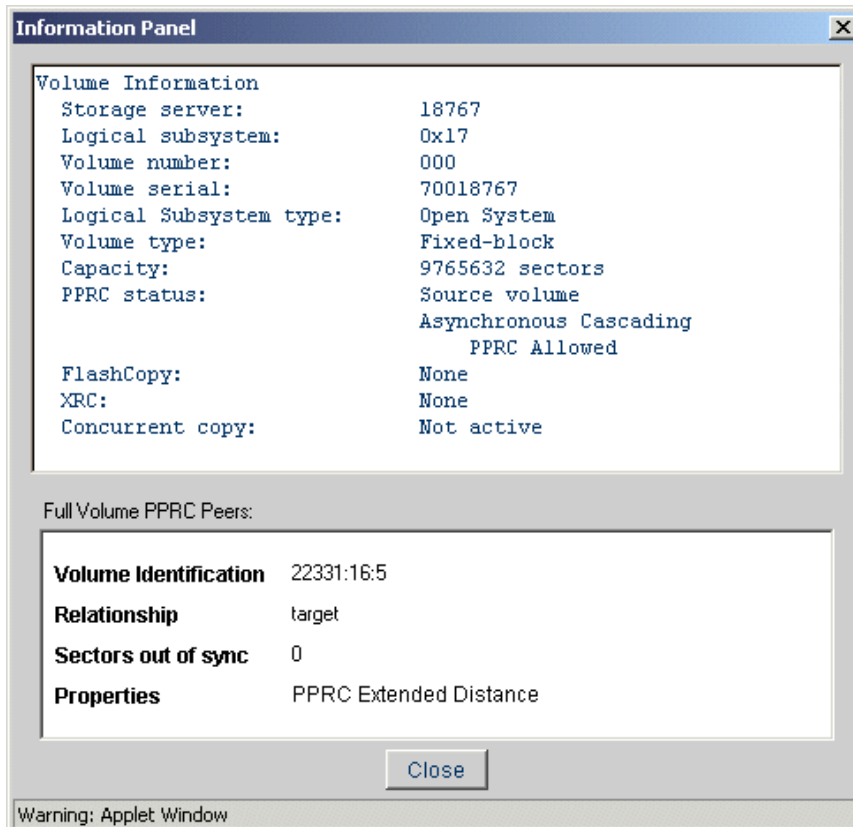 Information Panel
Volume Information
Storage server: 18767
Logical subsystem: 0x17
Volume number: 000
Volume serial: 70018767
Logical Subsystem type: Open System
Volume type: Fixed-block
Capacity: 9765632 sectors
PPRC status: Source volume
Asynchronous Cascading
PPRC Allowed
FlashCopy: None
XRC: None
Concurrent copy: Not active
Full Volume PPRC Peers:
Volume Identification 22331:16:5
Relationship target
Sectors out of sync 0
Properties PPRC Extended Distance
Close
Warning: Applet Window